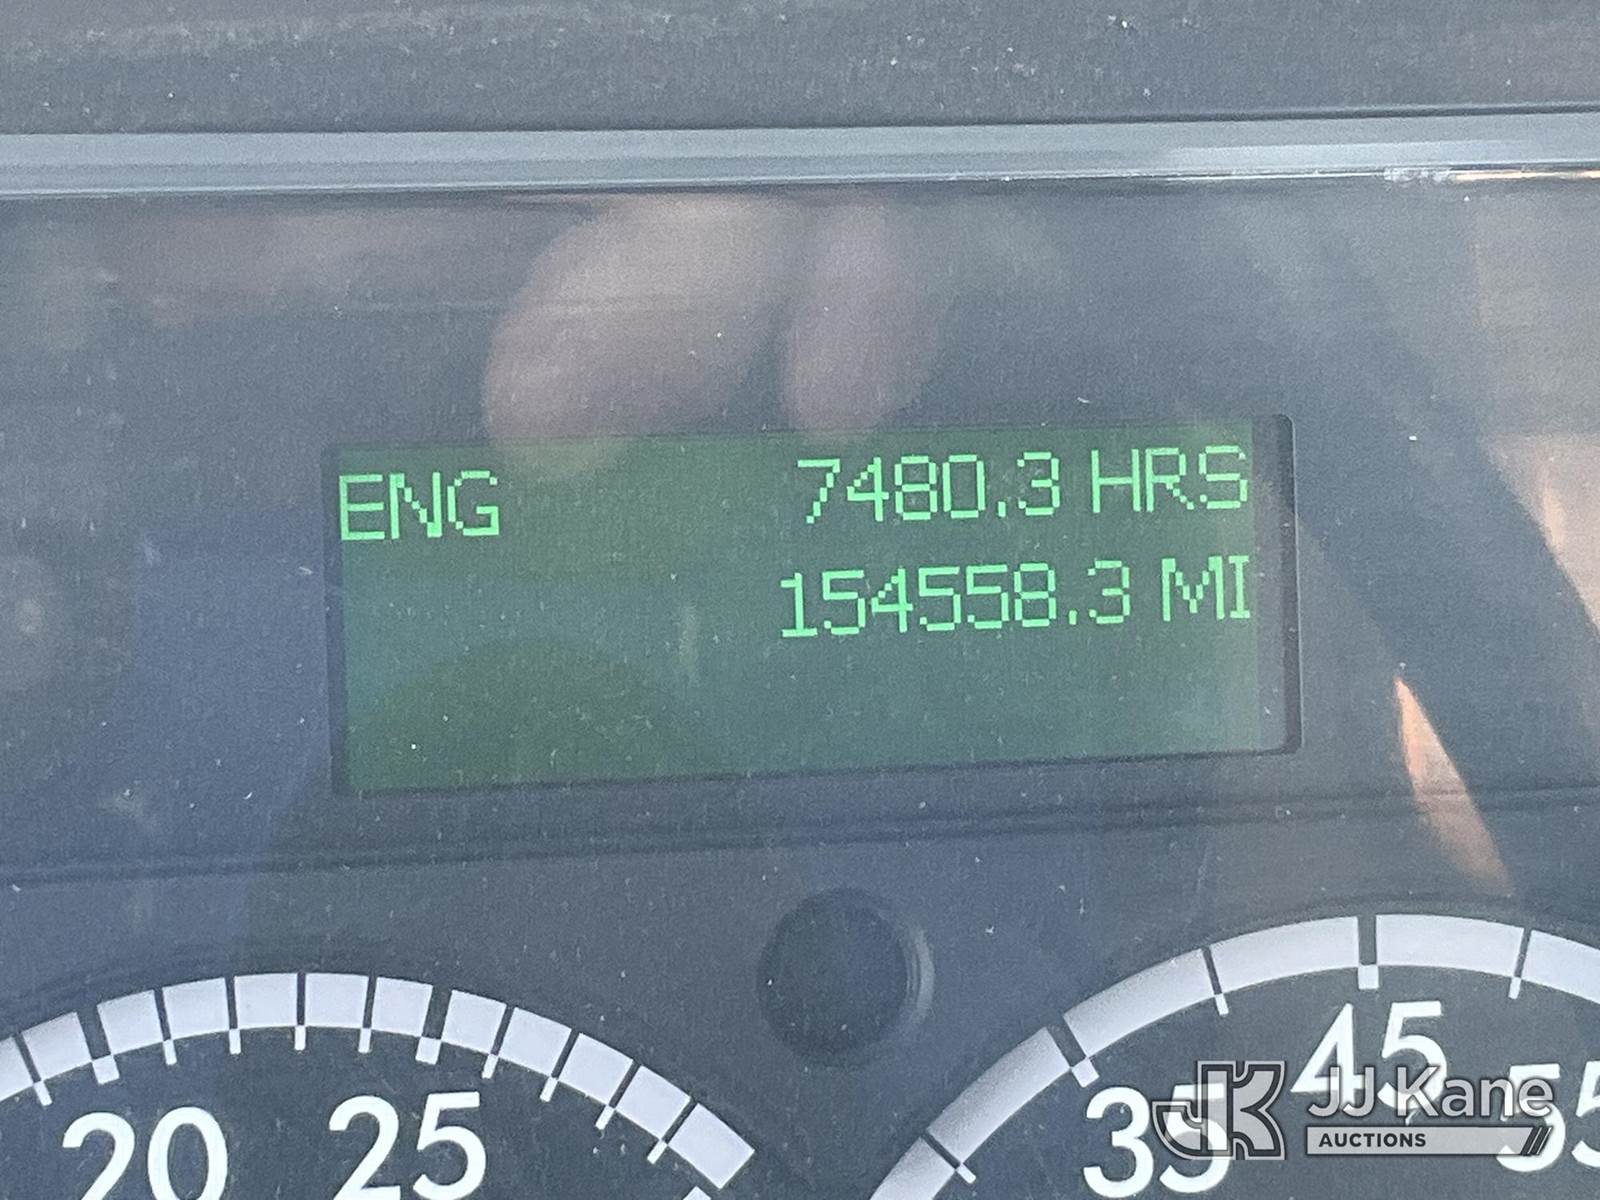 ENG 7480.3 HRS
154558.3 MI
20 25
35 45 55
JJ Kane
AUCTIONS